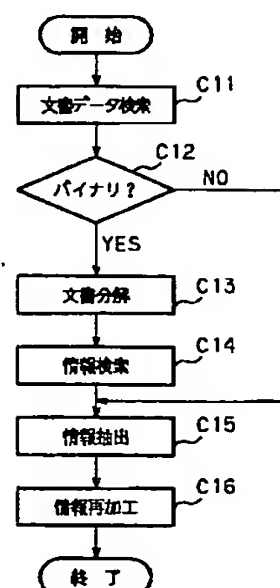 開 始
C11
文書データ検索
C12
バイナリ？
NO
YES
C13
文書分解
C14
情報検索
C15
情報抽出
C16
情報再加工
終 了